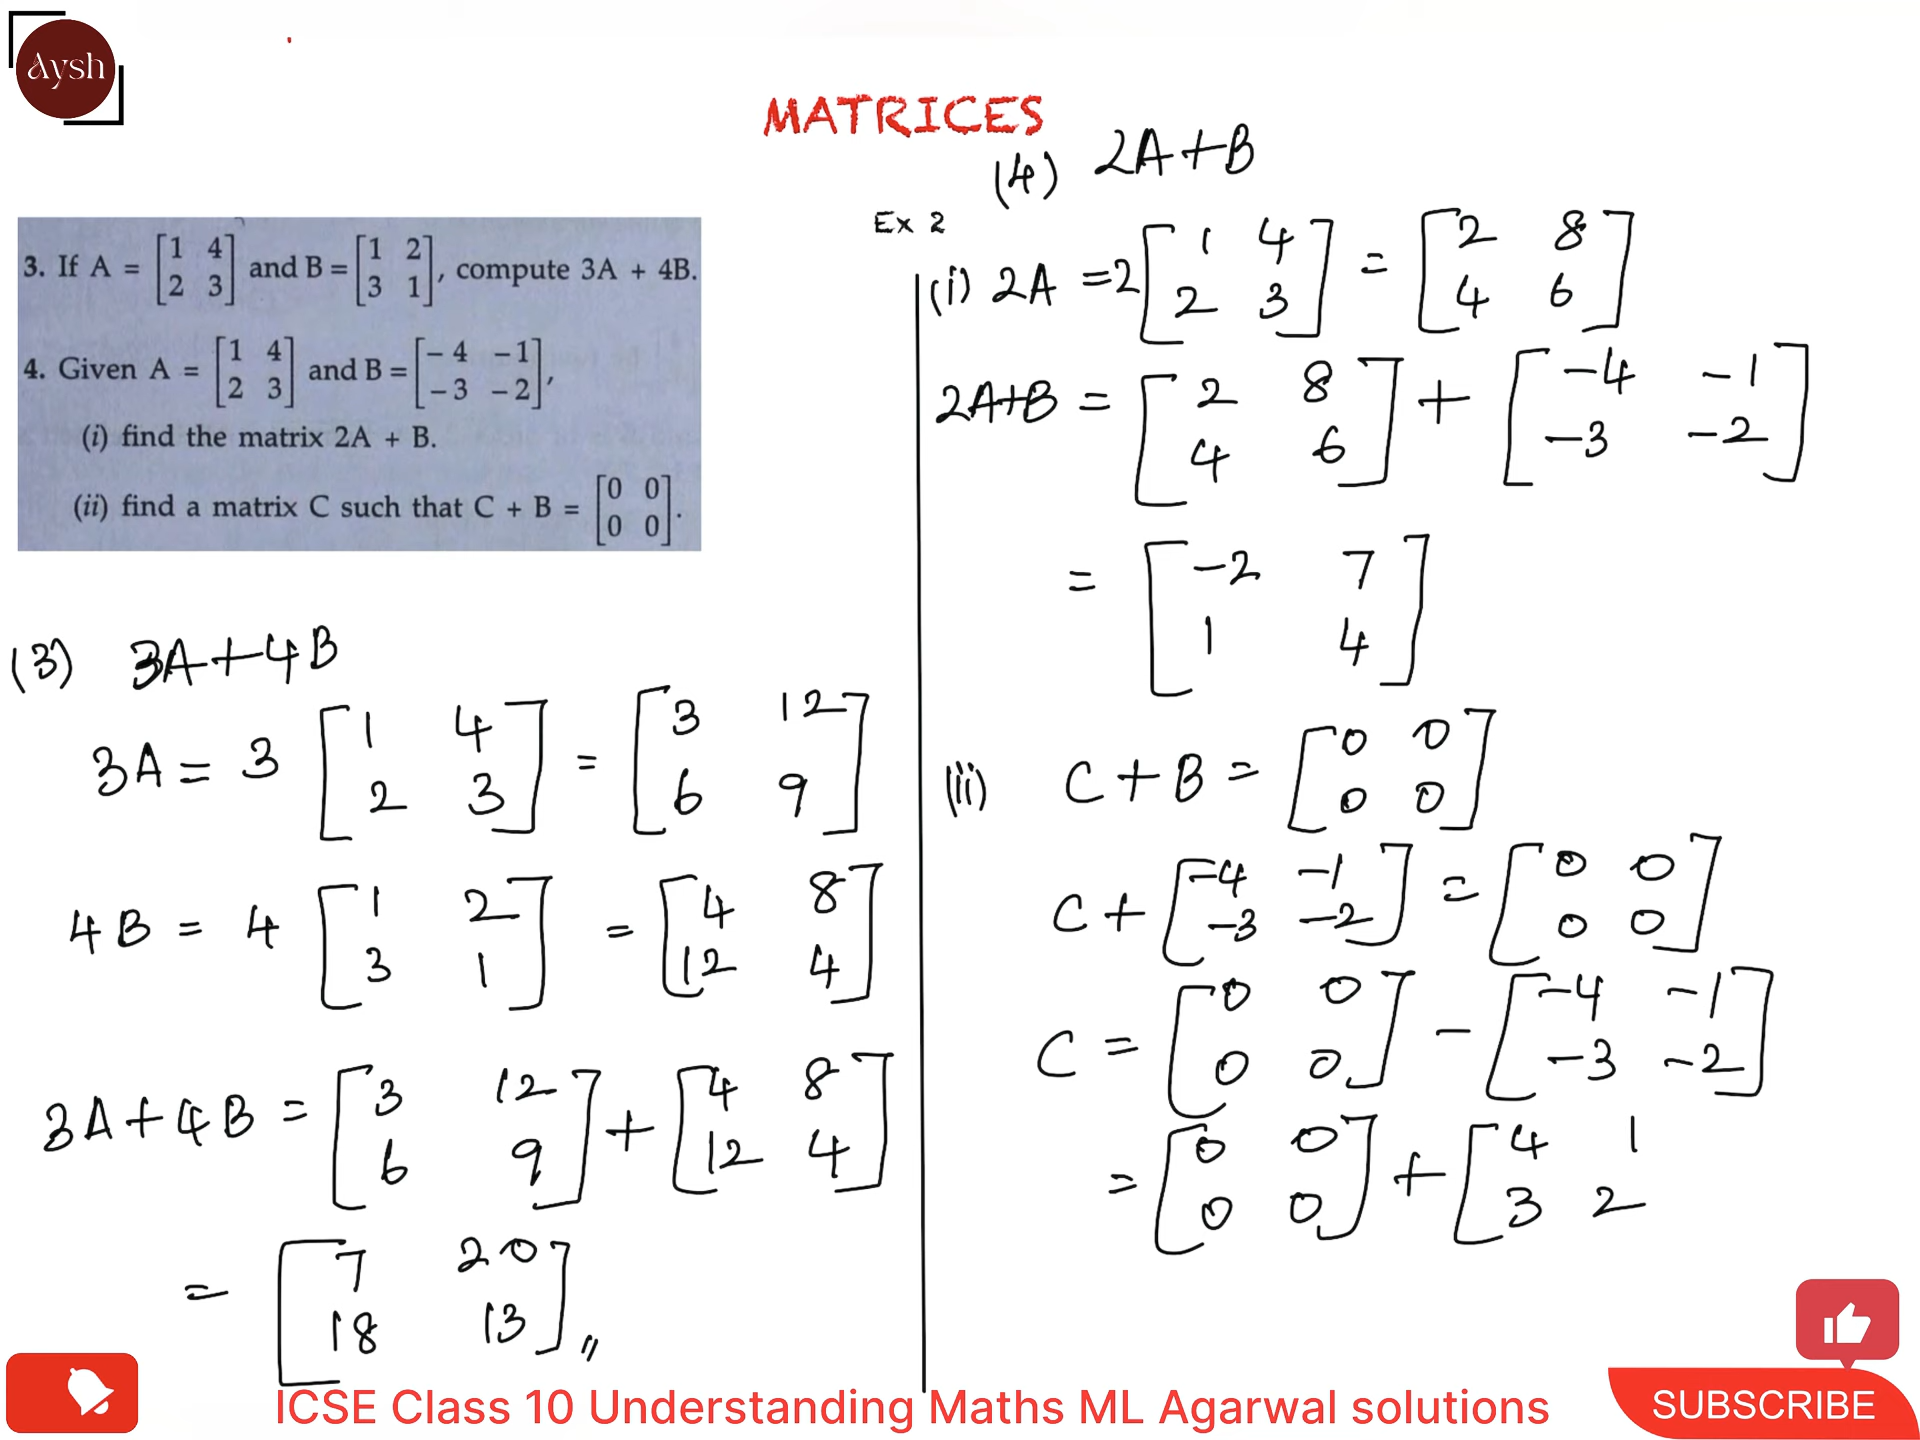 Aysh
MATRICES
3. If A = [1 4] and B = [1 2], compute 3A + 4B.
[2 3] [3 1]
4. Given A = [1 4] and B = [-4 -1],
[2 3] [-3 -2]
(i) find the matrix 2A + B.
(ii) find a matrix C such that C + B = [0 0].
[0 0]
(3) 3A+4B
3A = 3 [1 4] = [3 12]
[2 3] [6 9]
4B = 4 [1 2] = [4 8]
[3 1] [12 4]
3A+4B = [3 12] + [4 8]
[6 9] [12 4]
= [7 20]
[18 13] //
(4) 2A+B
Ex 2
(i) 2A = 2 [1 4] = [2 8]
[2 3] [4 6]
2A+B = [2 8] + [-4 -1]
[4 6] [-3 -2]
= [-2 7]
[1 4]
(ii) C+B = [0 0]
[0 0]
C+ [-4 -1] = [0 0]
[-3 -2] [0 0]
C = [0 0] - [-4 -1]
[0 0] [-3 -2]
= [0 0] + [4 1
[0 0] [3 2
ICSE Class 10 Understanding Maths ML Agarwal solutions
SUBSCRIBE